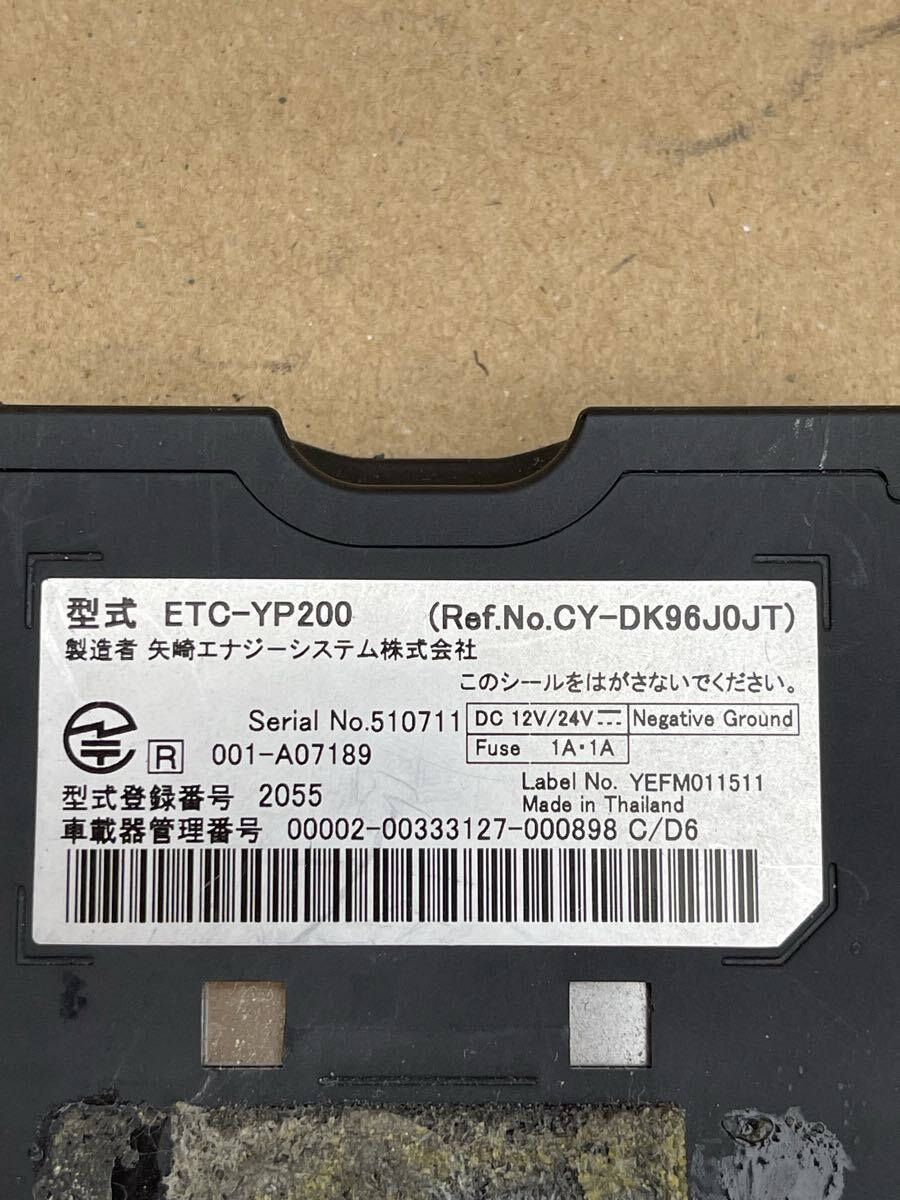 型式 ETC-YP200 (Ref.No.CY-DK96J0JT)
製造者 矢崎エナジーシステム株式会社
このシールをはがさないでください。
Serial No.510711 DC 12V/24V⎓ Negative Ground
R 001-A07189 Fuse 1A・1A
Label No. YEFM011511
型式登録番号 2055 Made in Thailand
車載器管理番号 00002-00333127-000898 C/D6